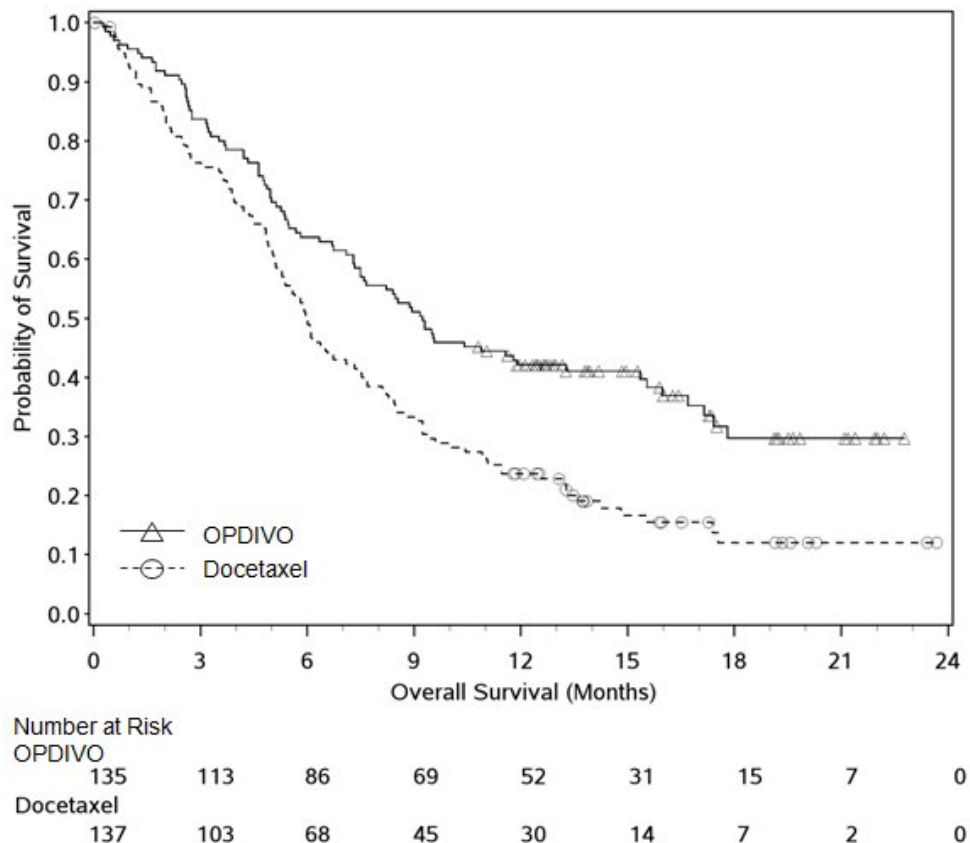 1.0
0.9
0.8
0.7
0.6
0.5
0.4
0.3
0.2
0.1
0.0
Probability of Survival
OPDIVO
Docetaxel
0 3 6 9 12 15 18 21 24
Overall Survival (Months)
Number at Risk
OPDIVO
135 113 86 69 52 31 15 7 0
Docetaxel
137 103 68 45 30 14 7 2 0